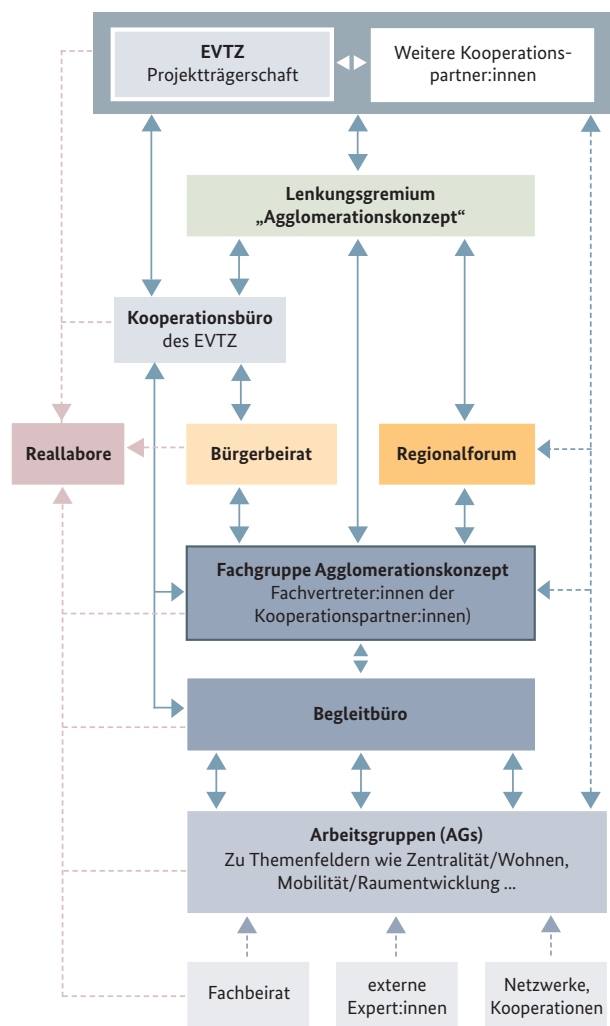 EVTZ
Projektträgerschaft
Weitere Kooperations-
partner:innen
Lenkungsgremium
„Agglomerationskonzept“
Kooperationsbüro
des EVTZ
Reallabore
Bürgerbeirat
Regionalforum
Fachgruppe Agglomerationskonzept
Fachvertreter:innen der
Kooperationspartner:innen)
Begleitbüro
Arbeitsgruppen (AGs)
Zu Themenfeldern wie Zentralität/Wohnen,
Mobilität/Raumentwicklung ...
Fachbeirat
externe
Expert:innen
Netzwerke,
Kooperationen